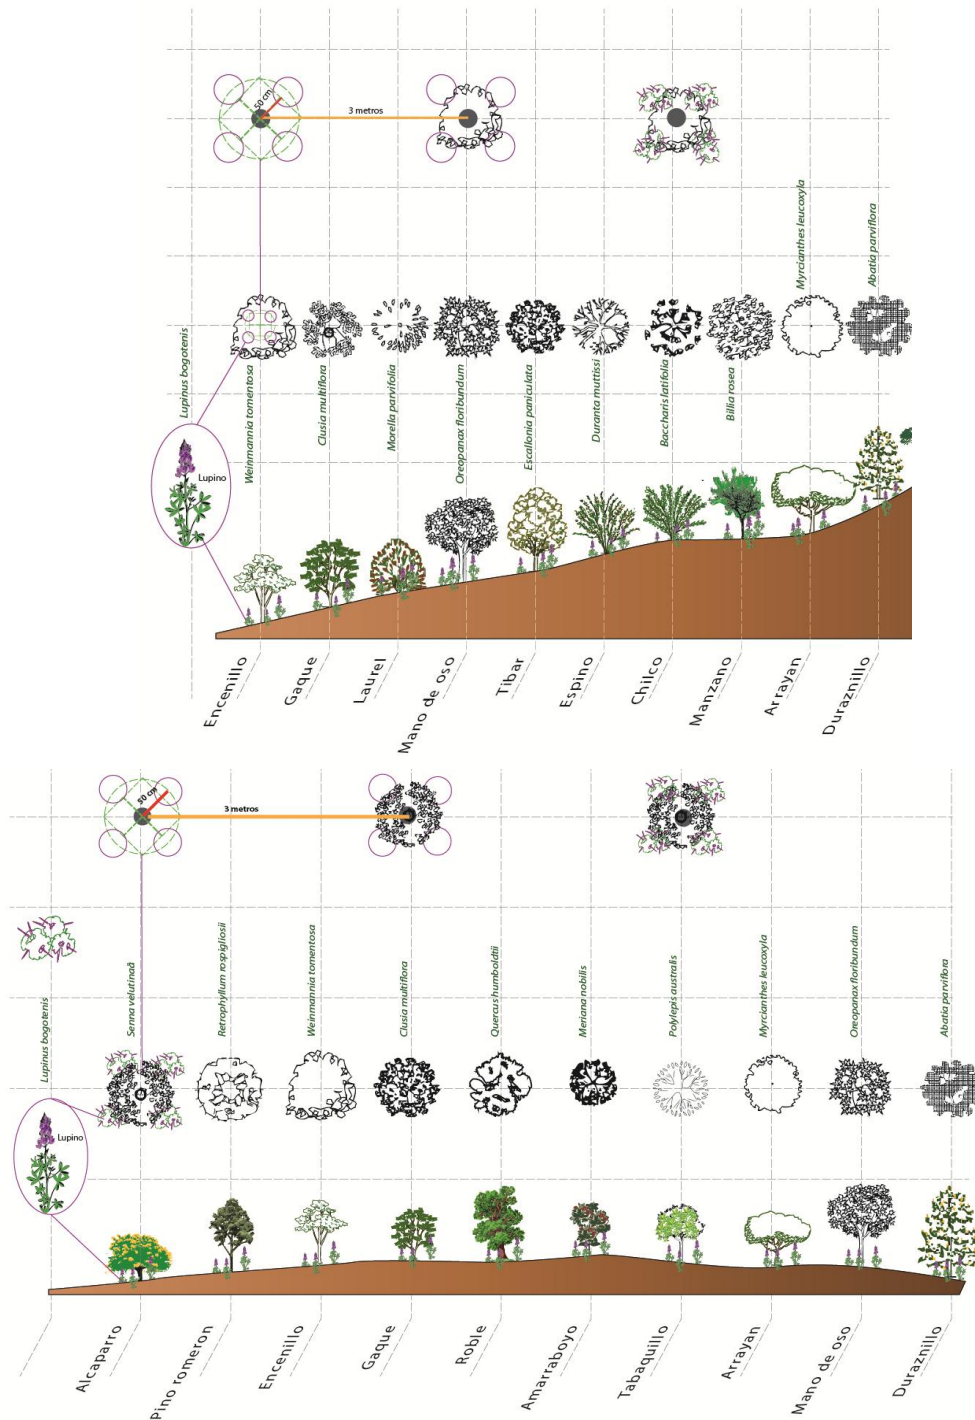 50 cm
3 metros
Lupinus bogotenis
Weinmannia tomentosa
Clusia multiflora
Morella parvifolia
Oreopanax floribundum
Escallonia paniculata
Duranta muttissi
Baccharis latifolia
Billia rosea
Myrcianthes leucoxyla
Abatia parviflora
Lupino
Encenillo
Gaque
Laurel
Mano de oso
Tibar
Espino
Chilco
Manzano
Arrayan
Duraznillo
50 cm
3 metros
Lupinus bogotenis
Senna velutinaã
Retrophyllum rospigliosii
Weinmannia tomentosa
Clusia multiflora
Quercus humboldtii
Meriana nobilis
Polylepis australis
Myrcianthes leucoxyla
Oreopanax floribundum
Abatia parviflora
Lupino
Alcaparro
Pino romeron
Encenillo
Gaque
Roble
Amarraboyo
Tabaquillo
Arrayan
Mano de oso
Duraznillo